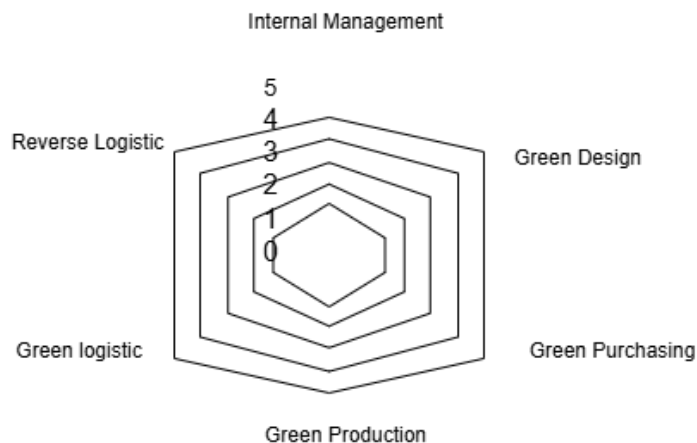 Internal Management
5
4
Reverse Logistic
3
Green Design
2
1
0
Green logistic
Green Purchasing
Green Production